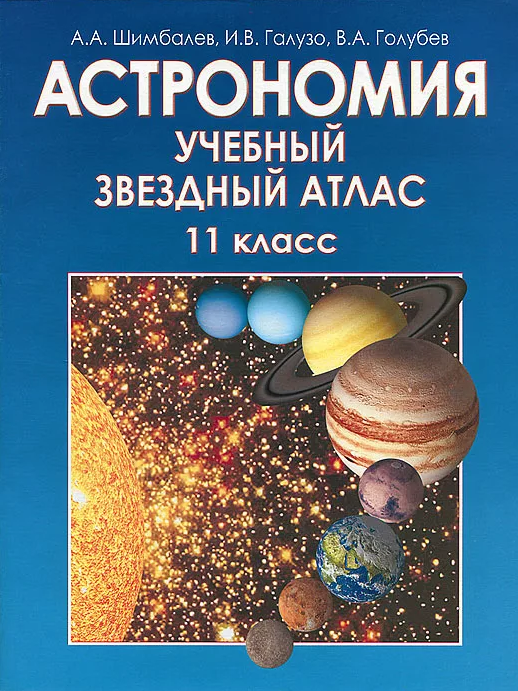 А.А. Шимбалев, И.В. Галузо, В.А. Голубев
АСТРОНОМИЯ
УЧЕБНЫЙ
ЗВЕЗДНЫЙ АТЛАС
11 класс